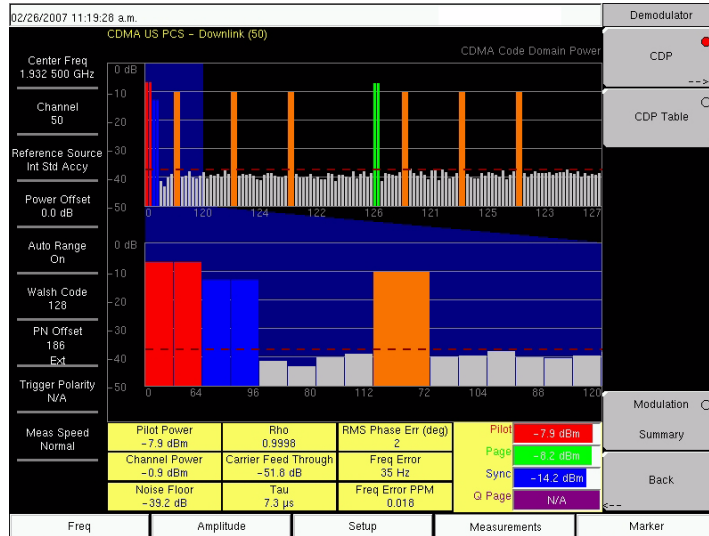 02/26/2007 11:19:28 a.m.
Demodulator
CDMA US PCS - Downlink (50)
CDMA Code Domain Power
Center Freq
1.932 500 GHz
Channel
50
Reference Source
Int Std Accy
Power Offset
0.0 dB
Auto Range
On
Walsh Code
128
PN Offset
186
Ext
Trigger Polarity
N/A
Meas Speed
Normal
0 dB
-10
-20
-30
-40
-50
0 120 124 122 126 121 125 123 127
0 dB
-10
-20
-30
-40
-50
0 64 96 80 112 72 104 88 120
Pilot Power
-7.9 dBm
Rho
0.9998
RMS Phase Err (deg)
2
Channel Power
-0.9 dBm
Carrier Feed Through
-51.8 dB
Freq Error
35 Hz
Noise Floor
-39.2 dB
Tau
7.3 µs
Freq Error PPM
0.018
Pilot -7.9 dBm
Page -8.2 dBm
Sync -14.2 dBm
Q Page N/A
CDP
-->
CDP Table
Modulation
Summary
Back
<--
Freq
Amplitude
Setup
Measurements
Marker